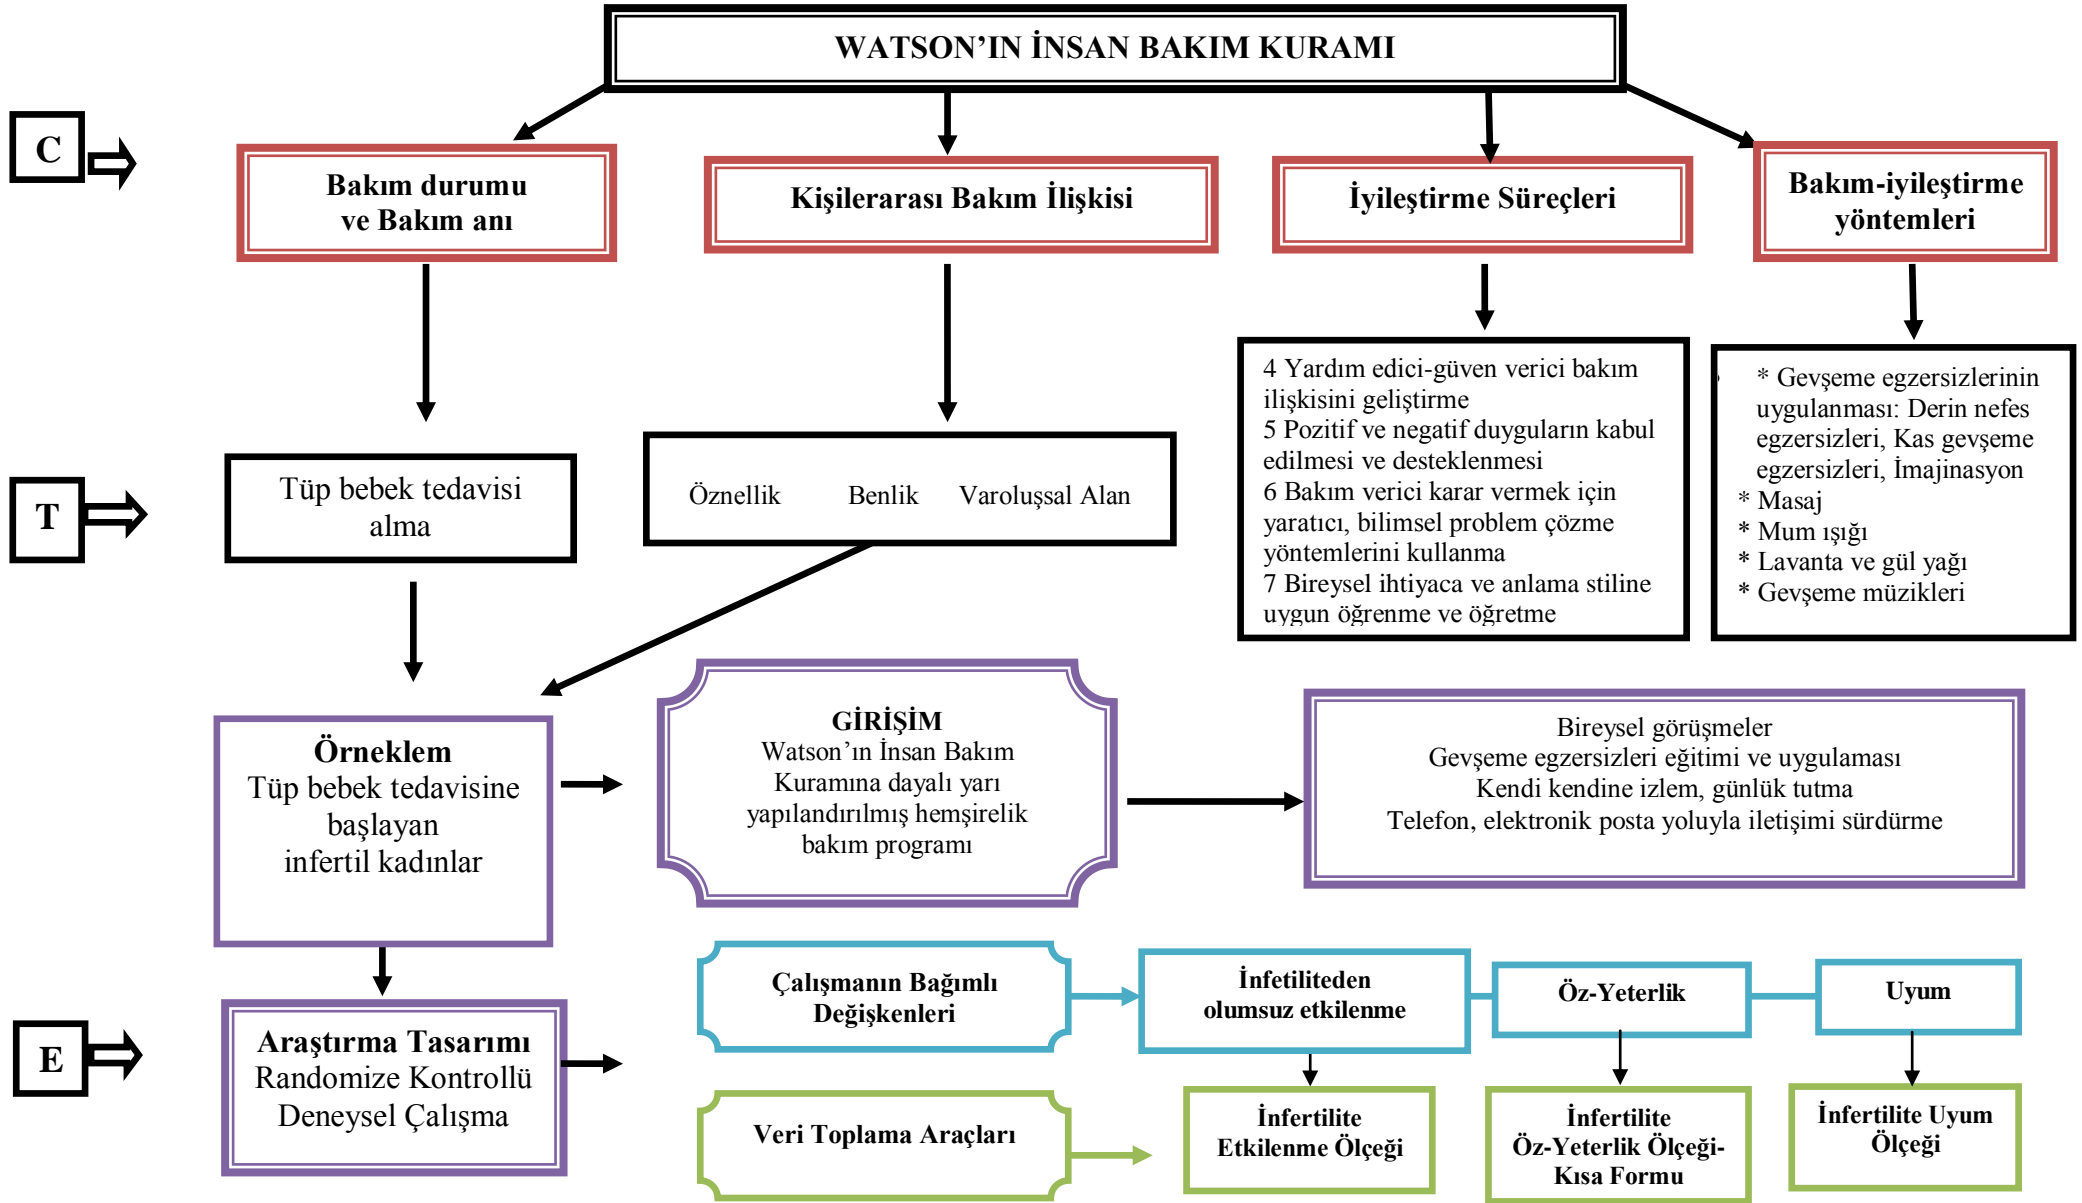 WATSON’IN İNSAN BAKIM KURAMI
C
Bakım durumu
ve Bakım anı
Kişilerarası Bakım İlişkisi
İyileştirme Süreçleri
Bakım-iyileştirme
yöntemleri
T
Tüp bebek tedavisi
alma
Öznellik Benlik Varoluşsal Alan
4 Yardım edici-güven verici bakım
ilişkisini geliştirme
5 Pozitif ve negatif duyguların kabul
edilmesi ve desteklenmesi
6 Bakım verici karar vermek için
yaratıcı, bilimsel problem çözme
yöntemlerini kullanma
7 Bireysel ihtiyaca ve anlama stiline
uygun öğrenme ve öğretme
* Gevşeme egzersizlerinin
uygulanması: Derin nefes
egzersizleri, Kas gevşeme
egzersizleri, İmajinasyon
* Masaj
* Mum ışığı
* Lavanta ve gül yağı
* Gevşeme müzikleri
Örneklem
Tüp bebek tedavisine
başlayan
infertil kadınlar
GİRİŞİM
Watson’ın İnsan Bakım
Kuramına dayalı yarı
yapılandırılmış hemşirelik
bakım programı
Bireysel görüşmeler
Gevşeme egzersizleri eğitimi ve uygulaması
Kendi kendine izlem, günlük tutma
Telefon, elektronik posta yoluyla iletişimi sürdürme
E
Araştırma Tasarımı
Randomize Kontrollü
Deneysel Çalışma
Çalışmanın Bağımlı
Değişkenleri
İnfetiliteden
olumsuz etkilenme
Öz-Yeterlik
Uyum
Veri Toplama Araçları
İnfertilite
Etkilenme Ölçeği
İnfertilite
Öz-Yeterlik Ölçeği-
Kısa Formu
İnfertilite Uyum
Ölçeği